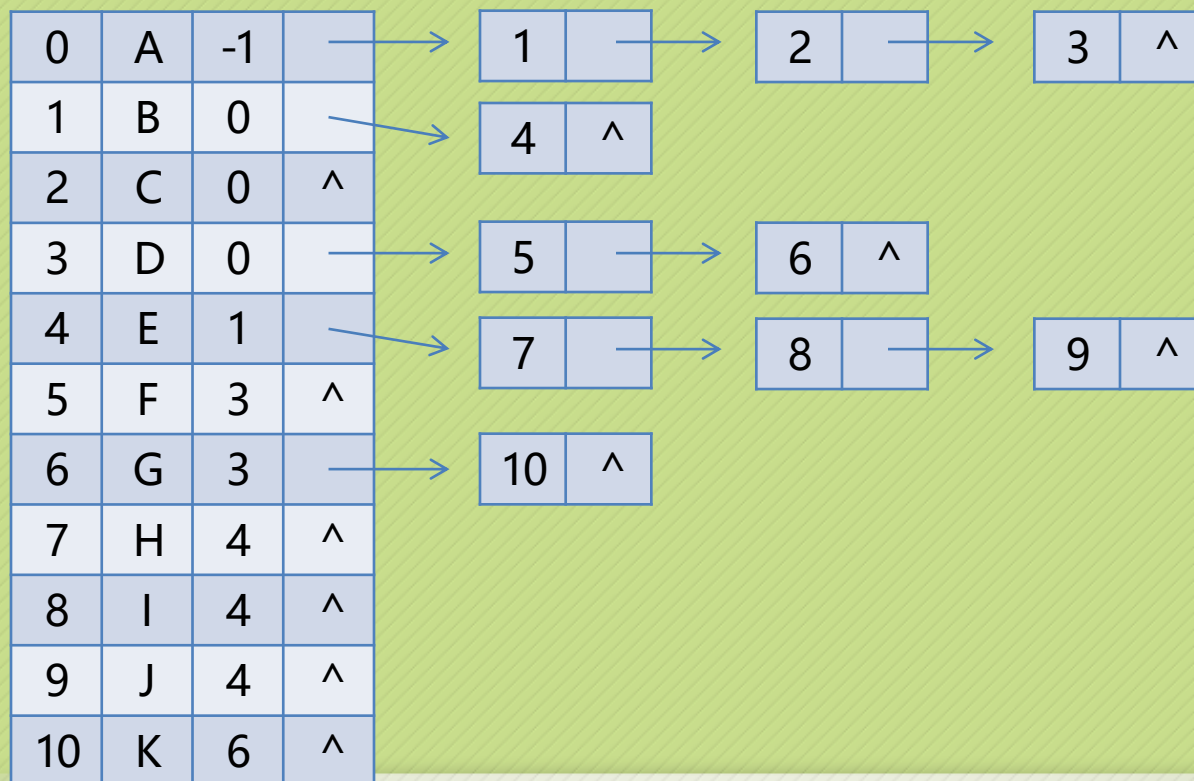 0 A -1 1 2 3 ^
1 B 0 4 ^
2 C 0 ^
3 D 0 5 6 ^
4 E 1 7 8 9 ^
5 F 3 ^
6 G 3 10 ^
7 H 4 ^
8 I 4 ^
9 J 4 ^
10 K 6 ^